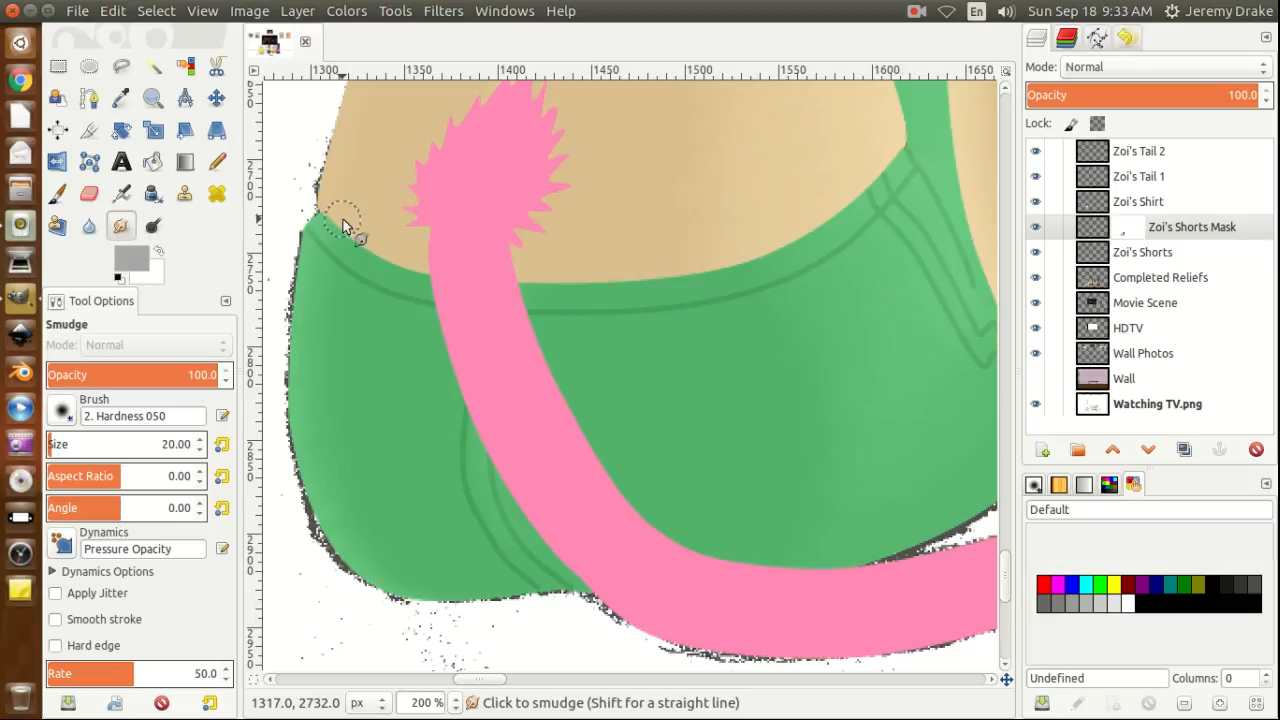 File Edit Select View Image Layer Colors Tools Filters Windows Help
En Sun Sep 18 9:33 AM Jeremy Drake
1300 1350 1400 1450 1500 1550 1600 1650
Mode: Normal
Opacity 100.0
Lock:
Zoi's Tail 2
Zoi's Tail 1
Zoi's Shirt
Zoi's Shorts Mask
Zoi's Shorts
Completed Reliefs
Movie Scene
HDTV
Wall Photos
Wall
Watching TV.png
Tool Options
Smudge
Mode: Normal
Opacity 100.0
Brush
2. Hardness 050
Size 20.00
Aspect Ratio 0.00
Angle 0.00
Dynamics
Pressure Opacity
Dynamics Options
Apply Jitter
Smooth stroke
Hard edge
Rate 50.0
Default
Undefined Columns: 0
1317.0, 2732.0 px 200 % Click to smudge (Shift for a straight line)